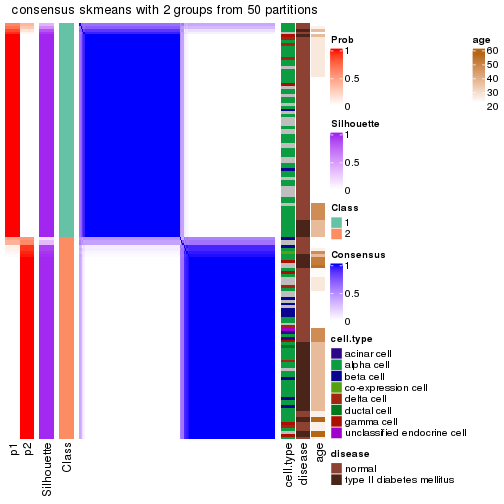 consensus skmeans with 2 groups from 50 partitions
Prob
1
0.5
0
Silhouette
1
0.5
0
Class
1
2
Consensus
1
0.5
0
cell.type
acinar cell
alpha cell
beta cell
co-expression cell
delta cell
ductal cell
gamma cell
unclassified endocrine cell
disease
normal
type II diabetes mellitus
age
60
50
40
30
20
p1
p2
Silhouette
Class
cell.type
disease
age